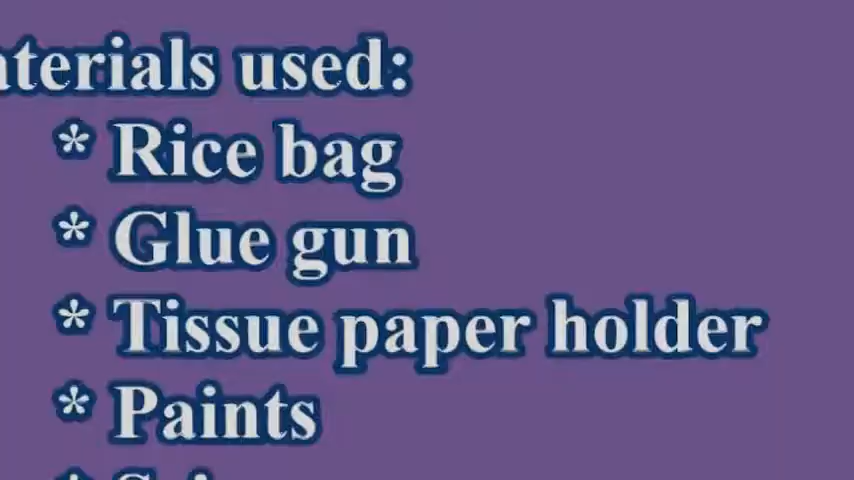 aterials used:
* Rice bag
* Glue gun
* Tissue paper holder
* Paints